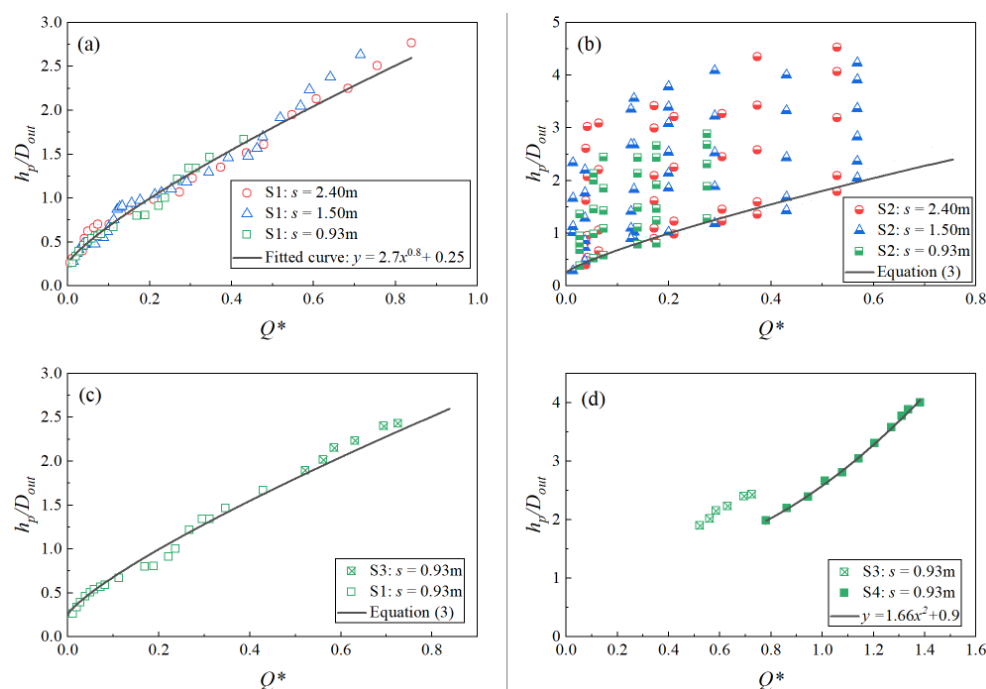 (a)
3.0
2.5
2.0
1.5
1.0
0.5
0.0
h_p/D_out
0.0 0.2 0.4 0.6 0.8 1.0
Q*
S1: s = 2.40m
S1: s = 1.50m
S1: s = 0.93m
Fitted curve: y = 2.7x^0.8 + 0.25
(b)
5
4
3
2
1
0
h_p/D_out
0.0 0.2 0.4 0.6 0.8
Q*
S2: s = 2.40m
S2: s = 1.50m
S2: s = 0.93m
Equation (3)
(c)
3.0
2.5
2.0
1.5
1.0
0.5
0.0
h_p/D_out
0.0 0.2 0.4 0.6 0.8
Q*
S3: s = 0.93m
S1: s = 0.93m
Equation (3)
(d)
4
3
2
1
0
h_p/D_out
0.0 0.2 0.4 0.6 0.8 1.0 1.2 1.4 1.6
Q*
S3: s = 0.93m
S4: s = 0.93m
y =1.66x^2+0.9